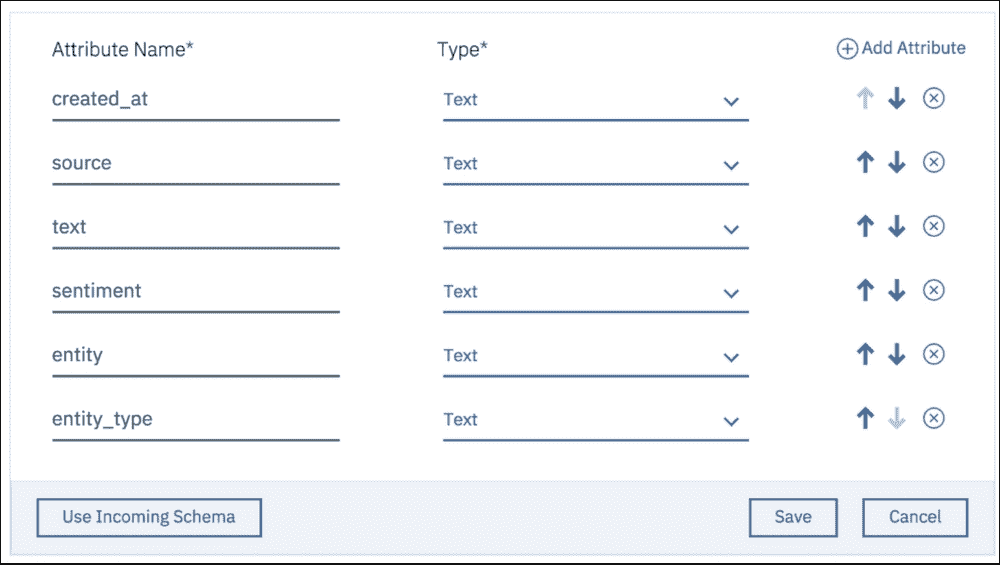 Attribute Name* Type* Add Attribute
created_at Text
source Text
text Text
sentiment Text
entity Text
entity_type Text
Use Incoming Schema Save Cancel